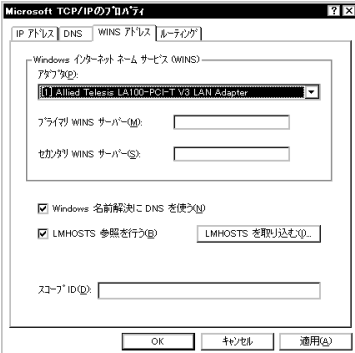 Microsoft TCP/IPのﾌﾟﾛﾊﾟﾃｨ
IP ｱﾄﾞﾚｽ DNS WINS ｱﾄﾞﾚｽ ﾙｰﾃｨﾝｸﾞ
Windows ｲﾝﾀｰﾈｯﾄ ﾈｰﾑ ｻｰﾋﾞｽ (WINS)
ｱﾀﾞﾌﾟﾀ(P):
[1] Allied Telesis LA100-PCI-T V3 LAN Adapter
ﾌﾟﾗｲﾏﾘ WINS ｻｰﾊﾞｰ(M):
ｾｶﾝﾀﾞﾘ WINS ｻｰﾊﾞｰ(S):
Windows 名前解決に DNS を使う(N)
LMHOSTS 参照を行う(B) LMHOSTS を取り込む(I)...
ｽｺｰﾌﾟ ID(D):
OK ｷｬﾝｾﾙ 適用(A)